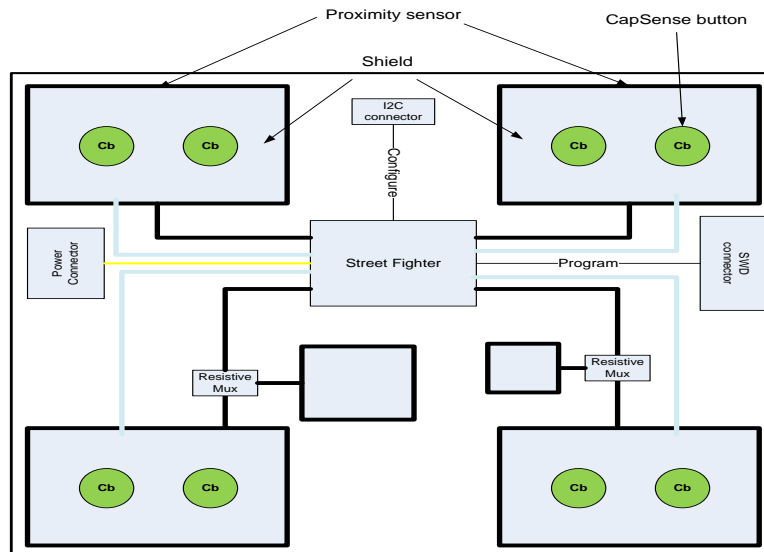 Proximity sensor
CapSense button
Shield
I2C
connector
Cb
Cb
Cb
Cb
Configure
Power
Connector
Street Fighter
Program
SWD
connector
Resistive
Mux
Resistive
Mux
Cb
Cb
Cb
Cb